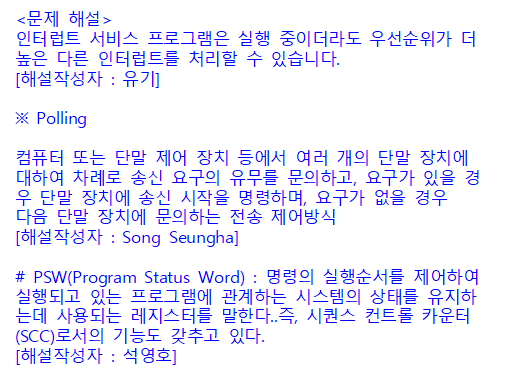 <문제 해설>
인터럽트 서비스 프로그램은 실행 중이더라도 우선순위가 더
높은 다른 인터럽트를 처리할 수 있습니다.
[해설작성자 : 유기]
※ Polling
컴퓨터 또는 단말 제어 장치 등에서 여러 개의 단말 장치에
대하여 차례로 송신 요구의 유무를 문의하고, 요구가 있을 경
우 단말 장치에 송신 시작을 명령하며, 요구가 없을 경우
다음 단말 장치에 문의하는 전송 제어방식
[해설작성자 : Song Seungha]
# PSW(Program Status Word) : 명령의 실행순서를 제어하여
실행되고 있는 프로그램에 관계하는 시스템의 상태를 유지하
는데 사용되는 레지스터를 말한다..즉, 시퀀스 컨트롤 카운터
(SCC)로서의 기능도 갖추고 있다.
[해설작성자 : 석영호]